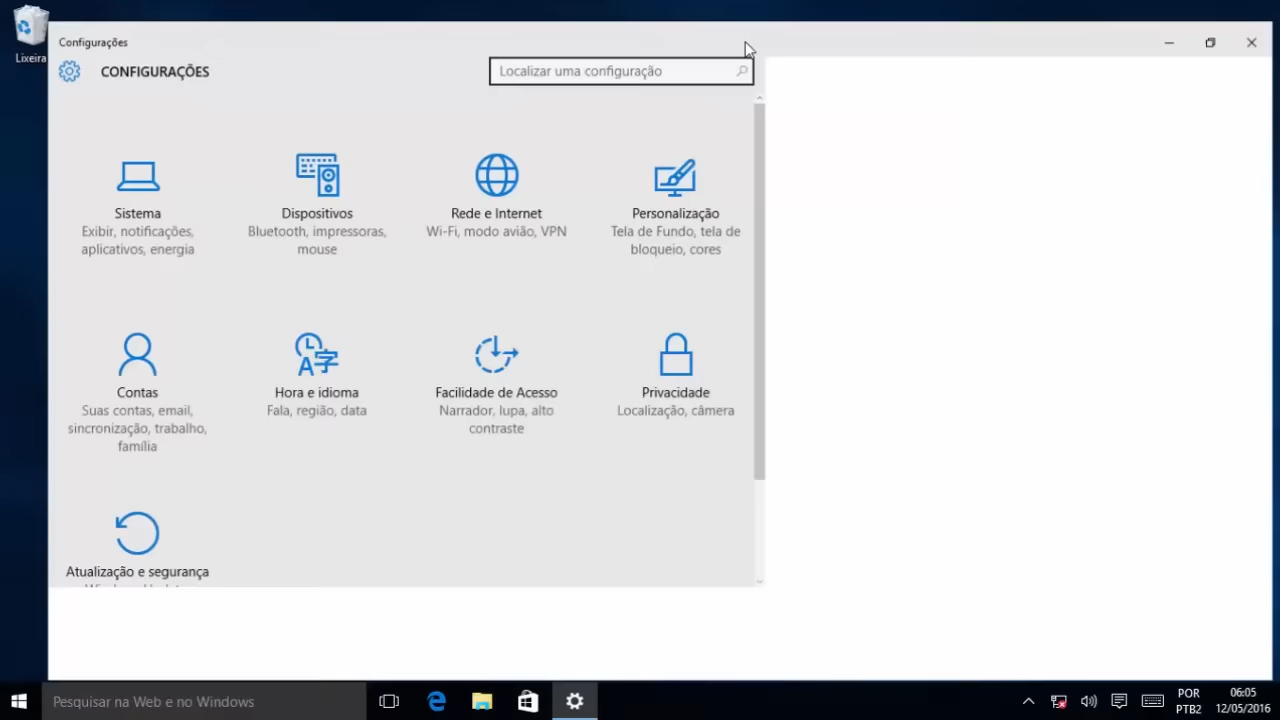 Lixeira
Configurações
CONFIGURAÇÕES
Localizar uma configuração
Sistema
Exibir, notificações,
aplicativos, energia
Dispositivos
Bluetooth, impressoras,
mouse
Rede e Internet
Wi-Fi, modo avião, VPN
Personalização
Tela de Fundo, tela de
bloqueio, cores
Contas
Suas contas, email,
sincronização, trabalho,
família
Hora e idioma
Fala, região, data
A字
Facilidade de Acesso
Narrador, lupa, alto
contraste
Privacidade
Localização, câmera
Atualização e segurança
Pesquisar na Web e no Windows
POR
PTB2
06:05
12/05/2016